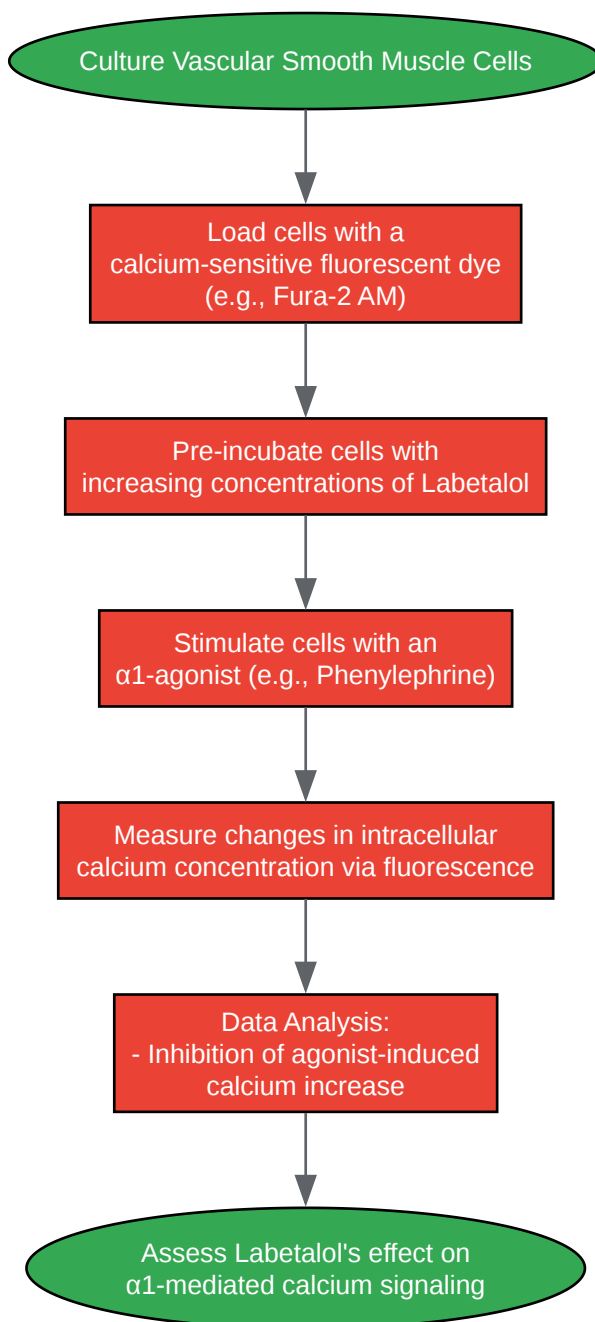 Culture Vascular Smooth Muscle Cells
Load cells with a
calcium-sensitive fluorescent dye
(e.g., Fura-2 AM)
Pre-incubate cells with
increasing concentrations of Labetalol
Stimulate cells with an
α1-agonist (e.g., Phenylephrine)
Measure changes in intracellular
calcium concentration via fluorescence
Data Analysis:
- Inhibition of agonist-induced
calcium increase
Assess Labetalol's effect on
α1-mediated calcium signaling